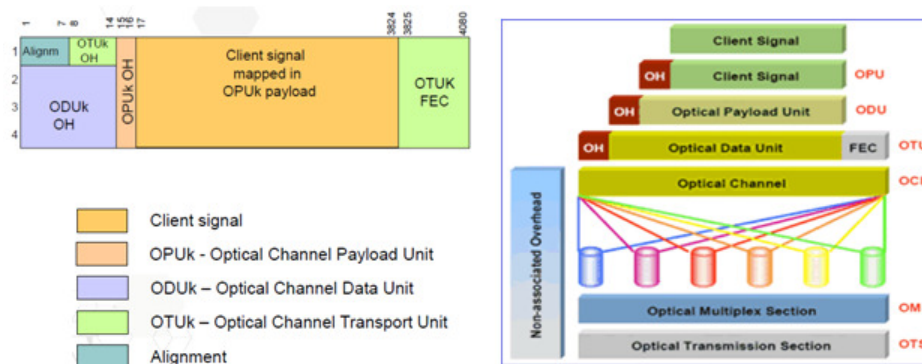 1
7
8
14
15
16
17
3824
3825
4080
1
2
3
4
Alignm
OTUk
OH
ODUk
OH
OPUk OH
Client signal
mapped in
OPUk payload
OTUK
FEC
Client signal
OPUk - Optical Channel Payload Unit
ODUk – Optical Channel Data Unit
OTUk – Optical Channel Transport Unit
Alignment
Client Signal
OH Client Signal OPU
OH Optical Payload Unit ODU
OH Optical Data Unit FEC OTU
Optical Channel
Non-associated Overhead
Optical Multiplex Section
Optical Transmission Section